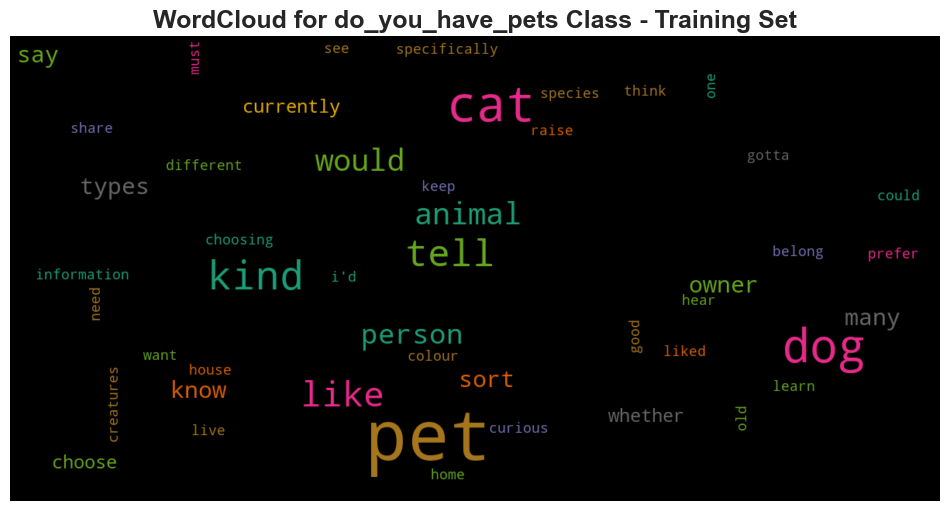 WordCloud for do_you_have_pets Class - Training Set
say
must
see
specifically
currently
cat
species
think
one
share
raise
different
would
gotta
types
keep
could
animal
choosing
tell
belong
prefer
information
kind
i'd
owner
hear
need
many
person
good
dog
want
colour
liked
house
sort
know
like
learn
creatures
whether
old
live
pet
curious
choose
home